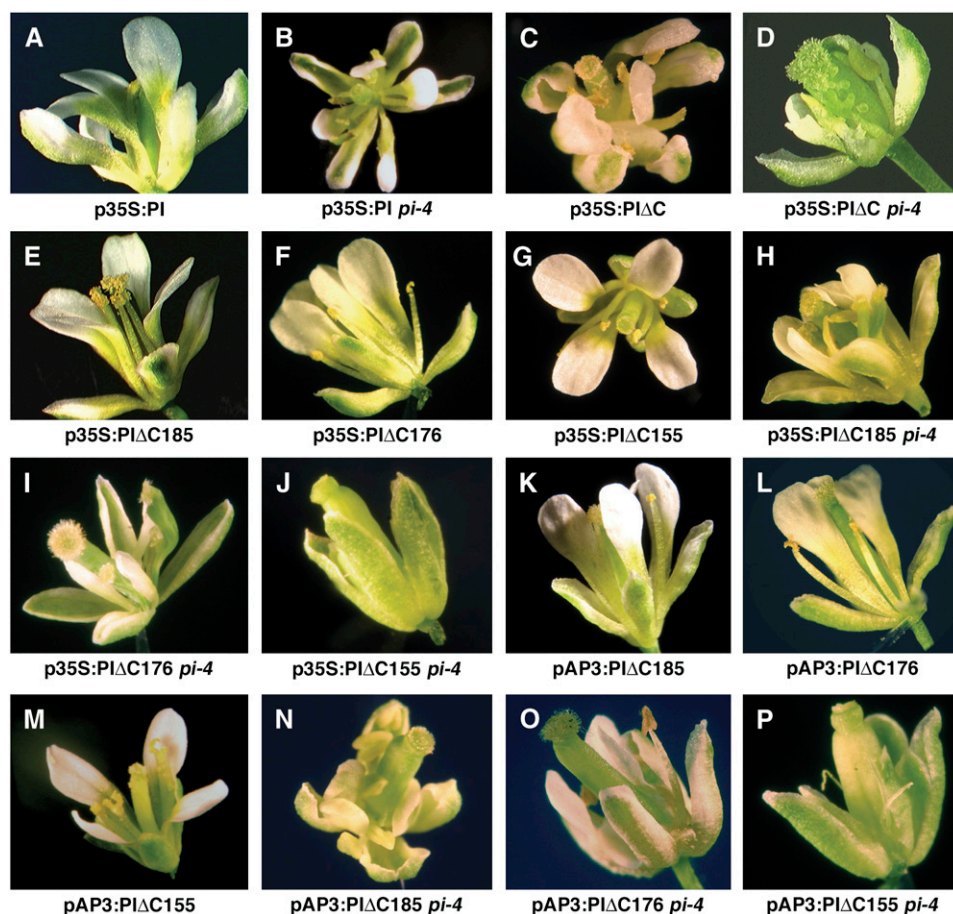 A B C D
p35S:PI p35S:PI pi-4 p35S:PIΔC p35S:PIΔC pi-4
E F G H
p35S:PIΔC185 p35S:PIΔC176 p35S:PIΔC155 p35S:PIΔC185 pi-4
I J K L
p35S:PIΔC176 pi-4 p35S:PIΔC155 pi-4 pAP3:PIΔC185 pAP3:PIΔC176
M N O P
pAP3:PIΔC155 pAP3:PIΔC185 pi-4 pAP3:PIΔC176 pi-4 pAP3:PIΔC155 pi-4